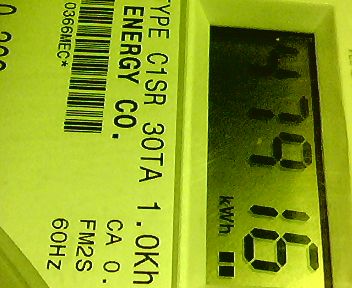 47916
kWh
TYPE C1SR 30TA 1.0Kh
ENERGY CO. CA 0.
FM2S
0366MEC* 60Hz